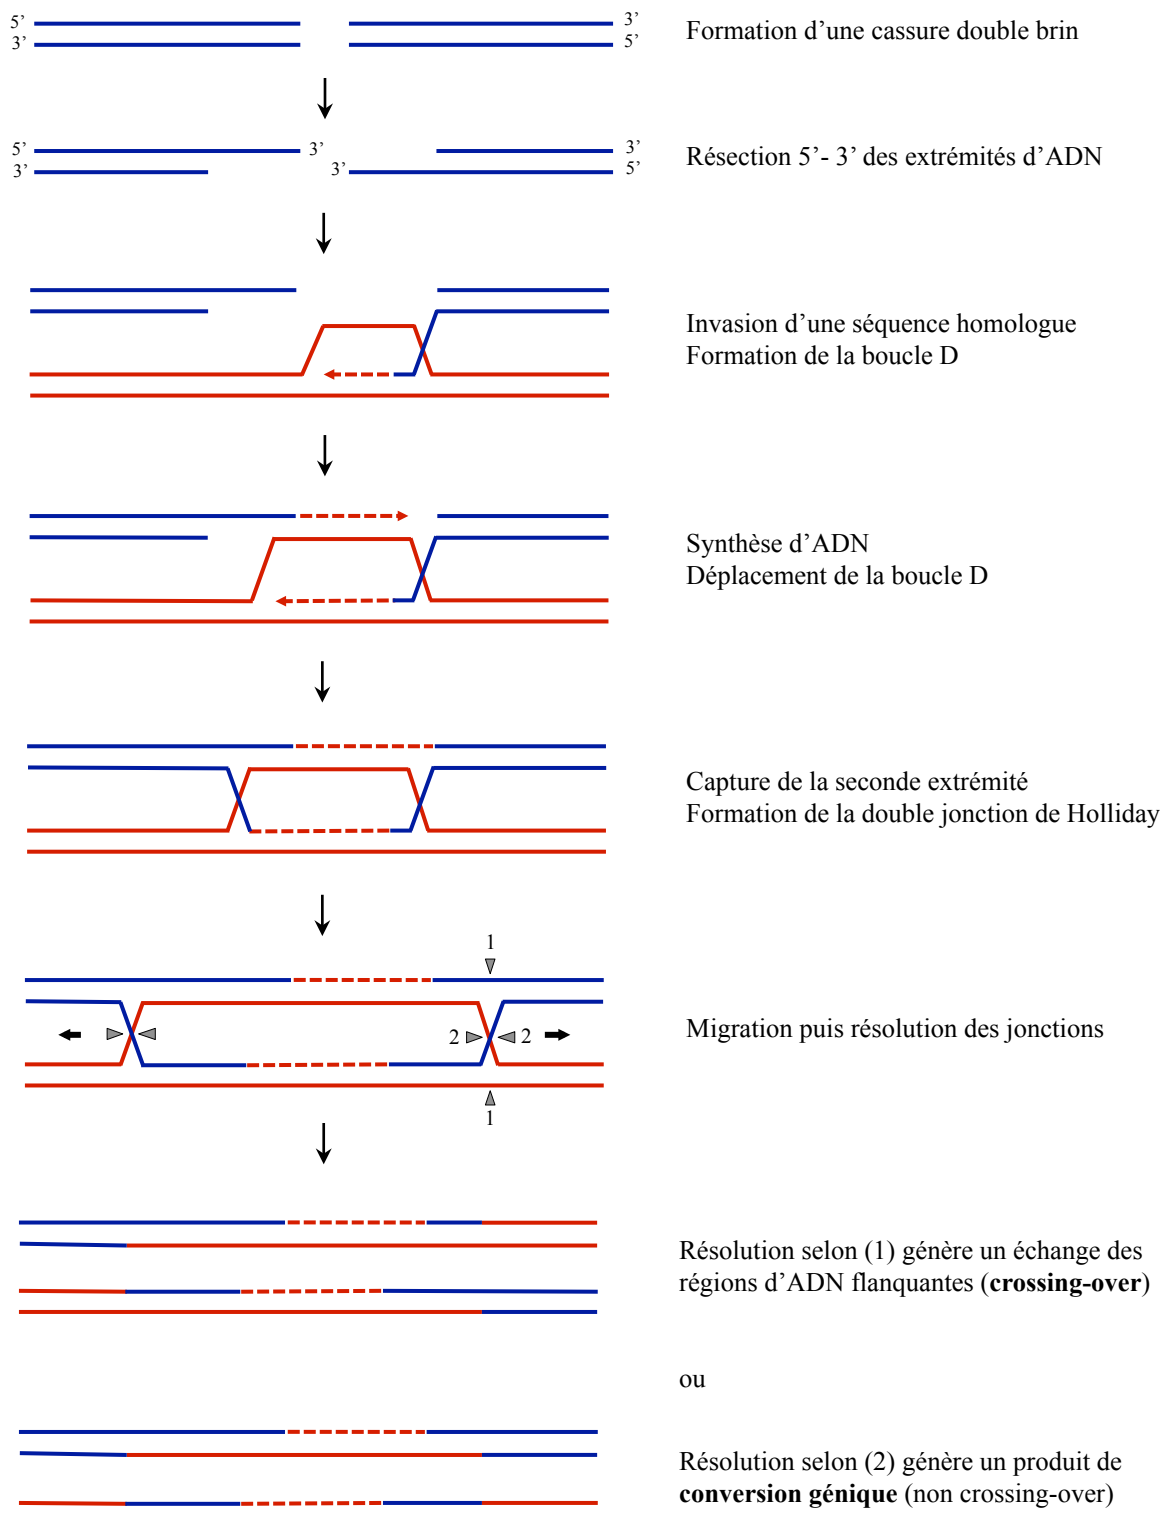 5’ 3’
3’ 5’
Formation d’une cassure double brin
5’ 3’ 3’
3’ 3’ 5’
Résection 5’- 3’ des extrémités d’ADN
Invasion d’une séquence homologue
Formation de la boucle D
Synthèse d’ADN
Déplacement de la boucle D
Capture de la seconde extrémité
Formation de la double jonction de Holliday
1
2 2
1
Migration puis résolution des jonctions
Résolution selon (1) génère un échange des
régions d’ADN flanquantes (crossing-over)
ou
Résolution selon (2) génère un produit de
conversion génique (non crossing-over)